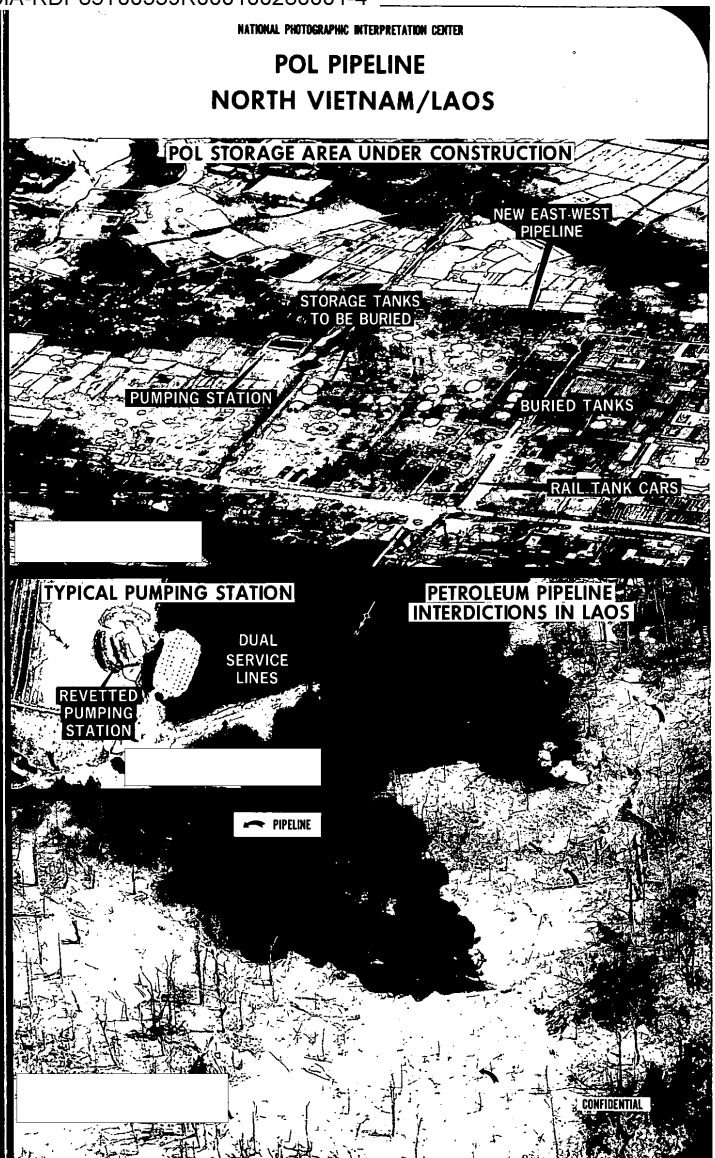 NATIONAL PHOTOGRAPHIC INTERPRETATION CENTER
POL PIPELINE
NORTH VIETNAM/LAOS
POL STORAGE AREA UNDER CONSTRUCTION
NEW EAST-WEST
PIPELINE
STORAGE TANKS
TO BE BURIED
PUMPING STATION
BURIED TANKS
RAIL TANK CARS
TYPICAL PUMPING STATION
DUAL
SERVICE
LINES
REVETTED
PUMPING
STATION
PETROLEUM PIPELINE
INTERDICTIONS IN LAOS
PIPELINE
CONFIDENTIAL